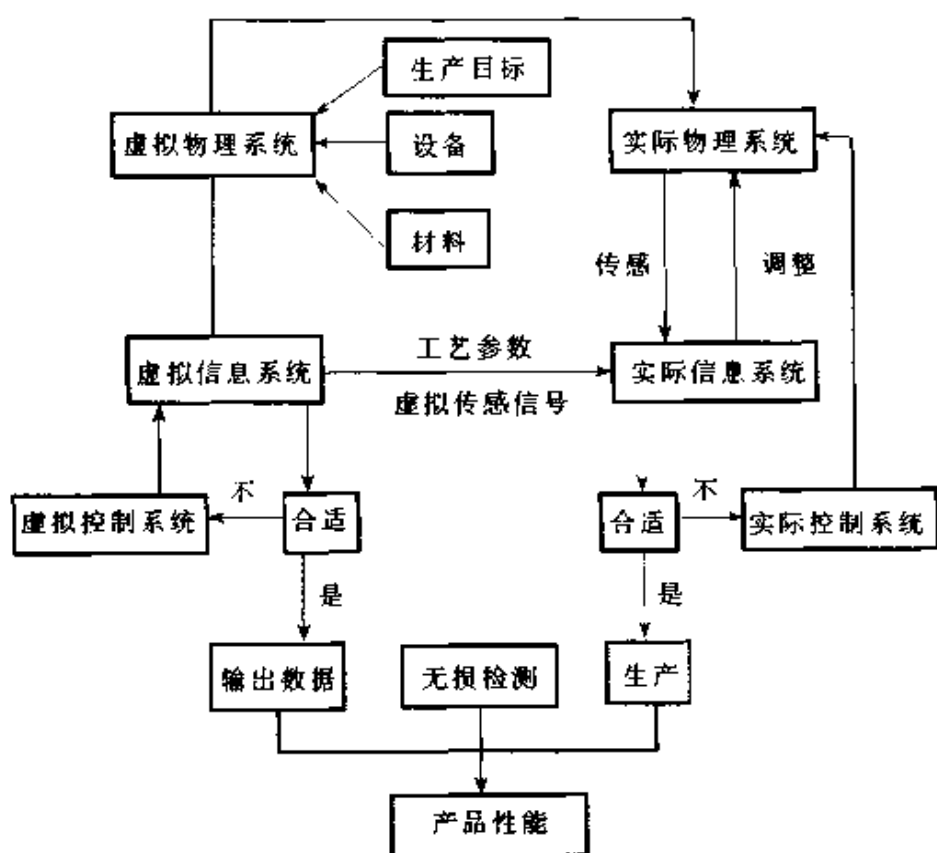 生产目标
虚拟物理系统
设备
实际物理系统
材料
传感
调整
工艺参数
虚拟信息系统
实际信息系统
虚拟传感信号
不
不
虚拟控制系统
合适
合适
实际控制系统
是
是
输出数据
无损检测
生产
产品性能